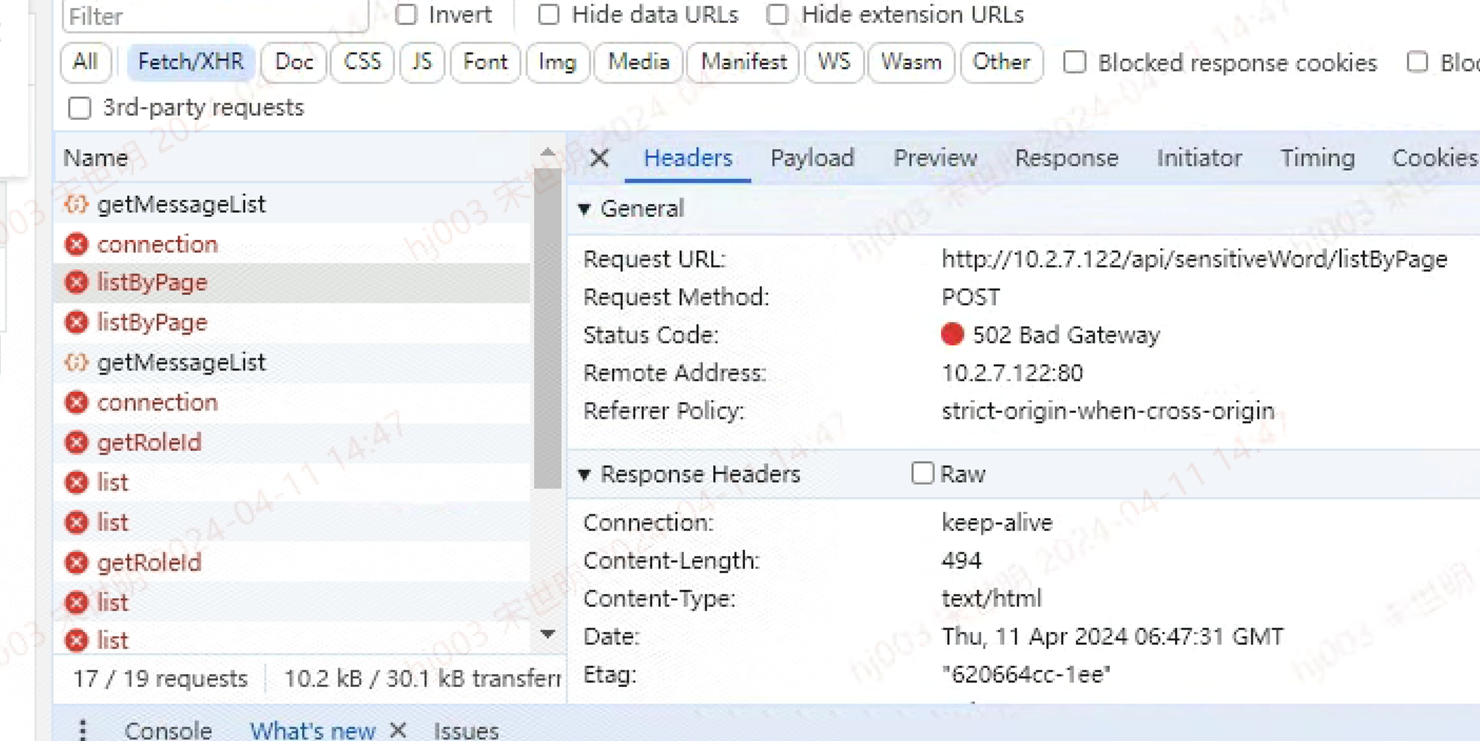 Filter Invert Hide data URLs Hide extension URLs
All Fetch/XHR Doc CSS JS Font Img Media Manifest WS Wasm Other Blocked response cookies
3rd-party requests
Name
getMessageList
connection
listByPage
listByPage
getMessageList
connection
getRoleId
list
list
getRoleId
list
list
17 / 19 requests 10.2 kB / 30.1 kB transferr
Headers Payload Preview Response Initiator Timing Cookies
General
Request URL: http://10.2.7.122/api/sensitiveWord/listByPage
Request Method: POST
Status Code: 502 Bad Gateway
Remote Address: 10.2.7.122:80
Referrer Policy: strict-origin-when-cross-origin
Response Headers Raw
Connection: keep-alive
Content-Length: 494
Content-Type: text/html
Date: Thu, 11 Apr 2024 06:47:31 GMT
Etag: "620664cc-1ee"
Console What's new Issues
hj003 宋世明 2024-04-11 14:47